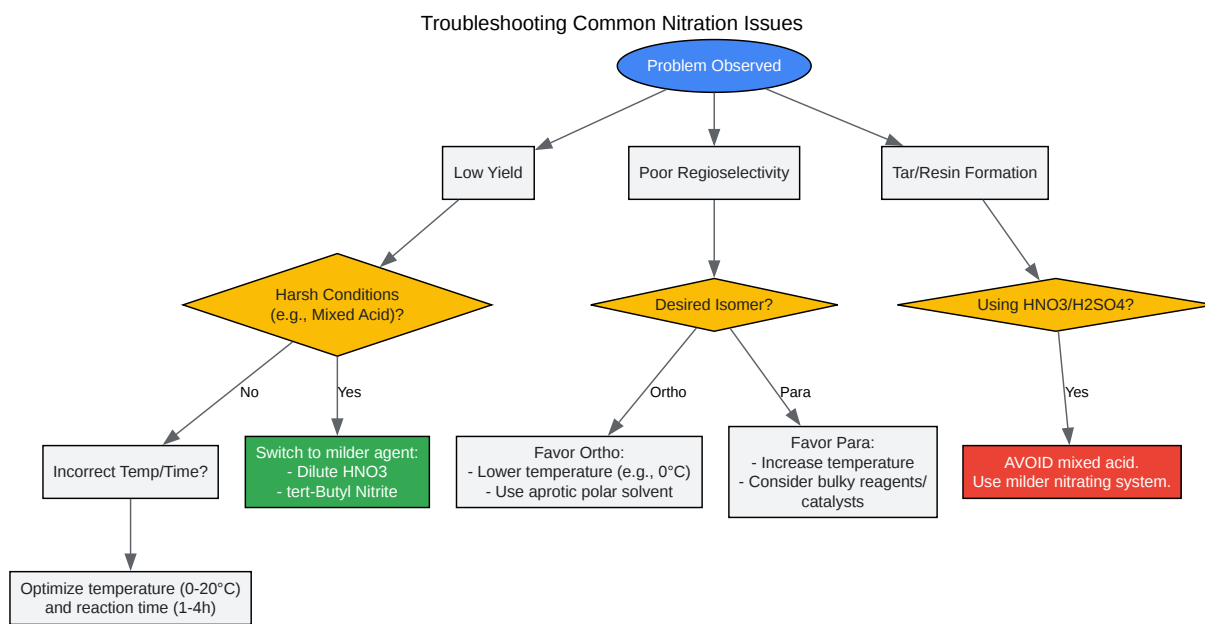 Troubleshooting Common Nitration Issues
Problem Observed
Low Yield
Poor Regioselectivity
Tar/Resin Formation
Harsh Conditions
(e.g., Mixed Acid)?
Desired Isomer?
Using HNO3/H2SO4?
No
Yes
Ortho
Para
Yes
Incorrect Temp/Time?
Switch to milder agent:
- Dilute HNO3
- tert-Butyl Nitrite
Favor Ortho:
- Lower temperature (e.g., 0°C)
- Use aprotic polar solvent
Favor Para:
- Increase temperature
- Consider bulky reagents/
catalysts
AVOID mixed acid.
Use milder nitrating system.
Optimize temperature (0-20°C)
and reaction time (1-4h)